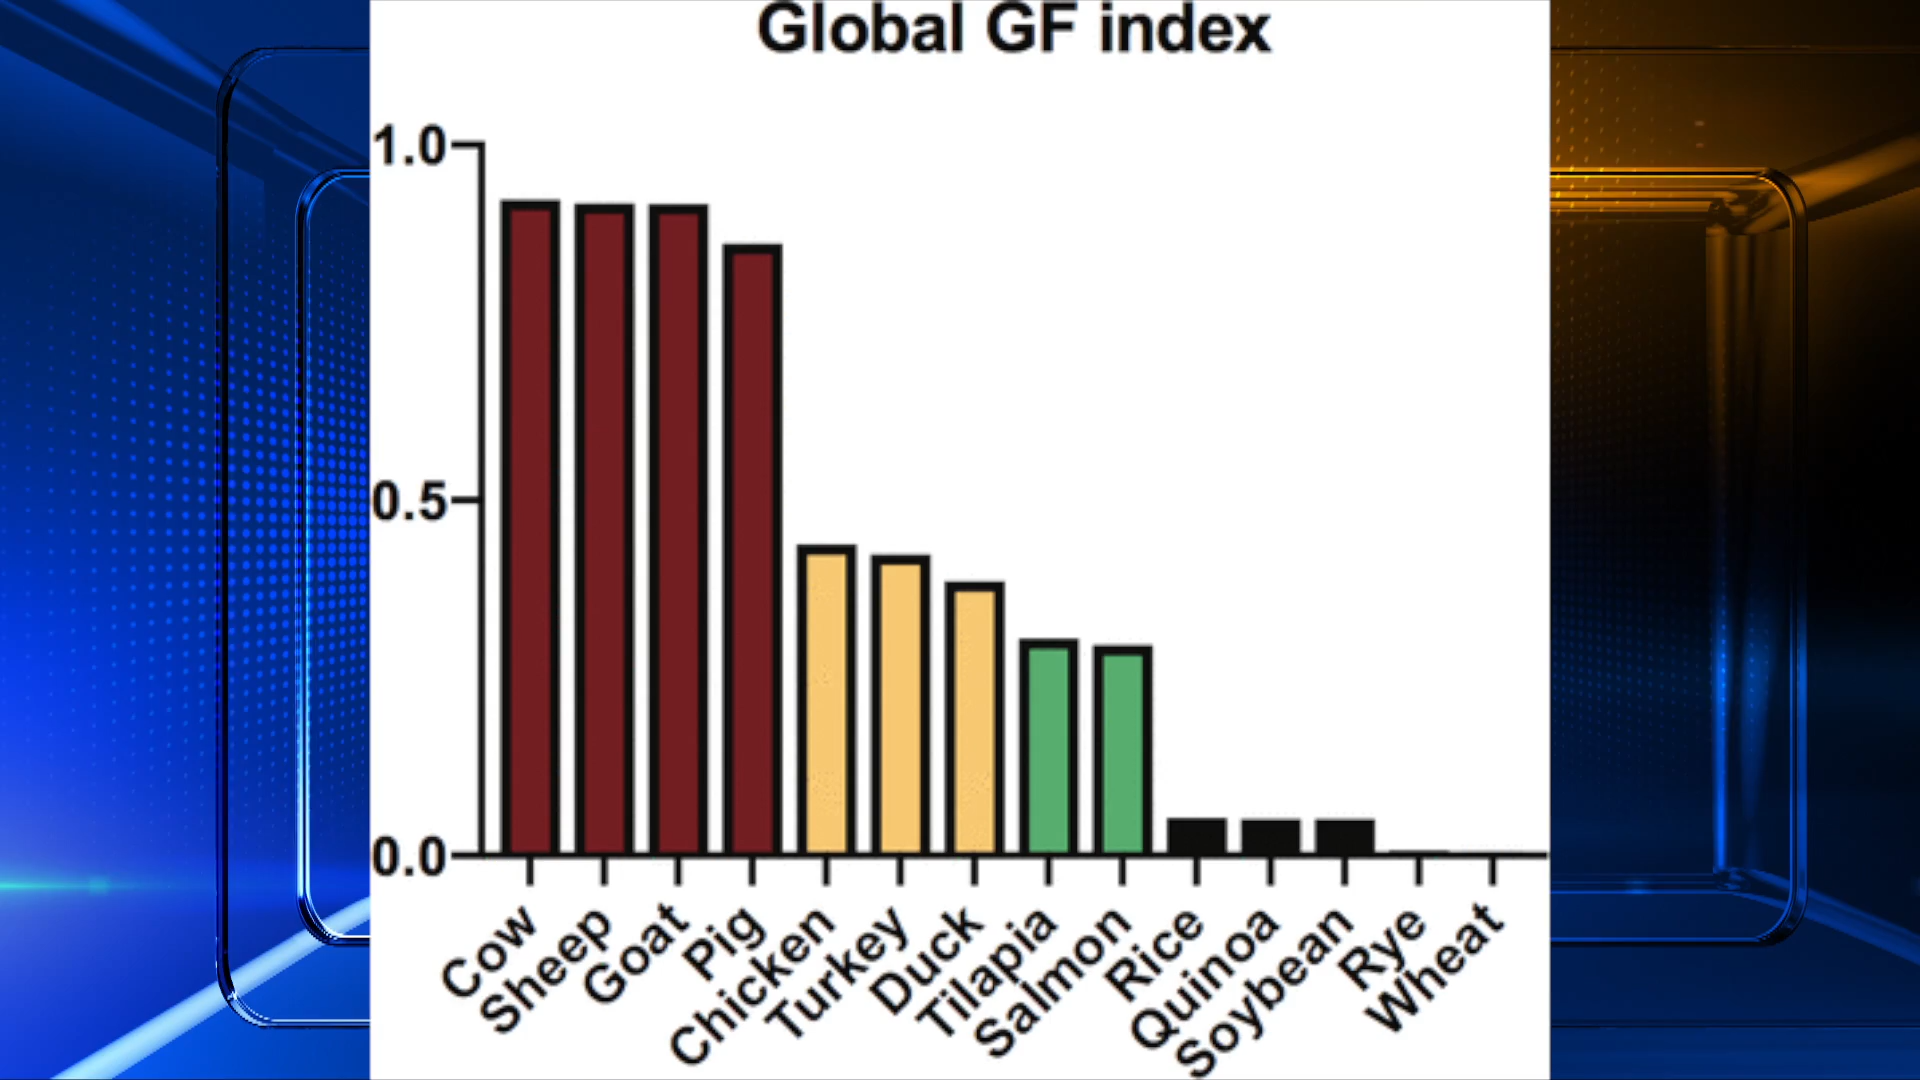 Global GF index
1.0
0.5
0.0
Cow
Sheep
Goat
Pig
Chicken
Turkey
Duck
Tilapia
Salmon
Rice
Quinoa
Soybean
Rye
Wheat